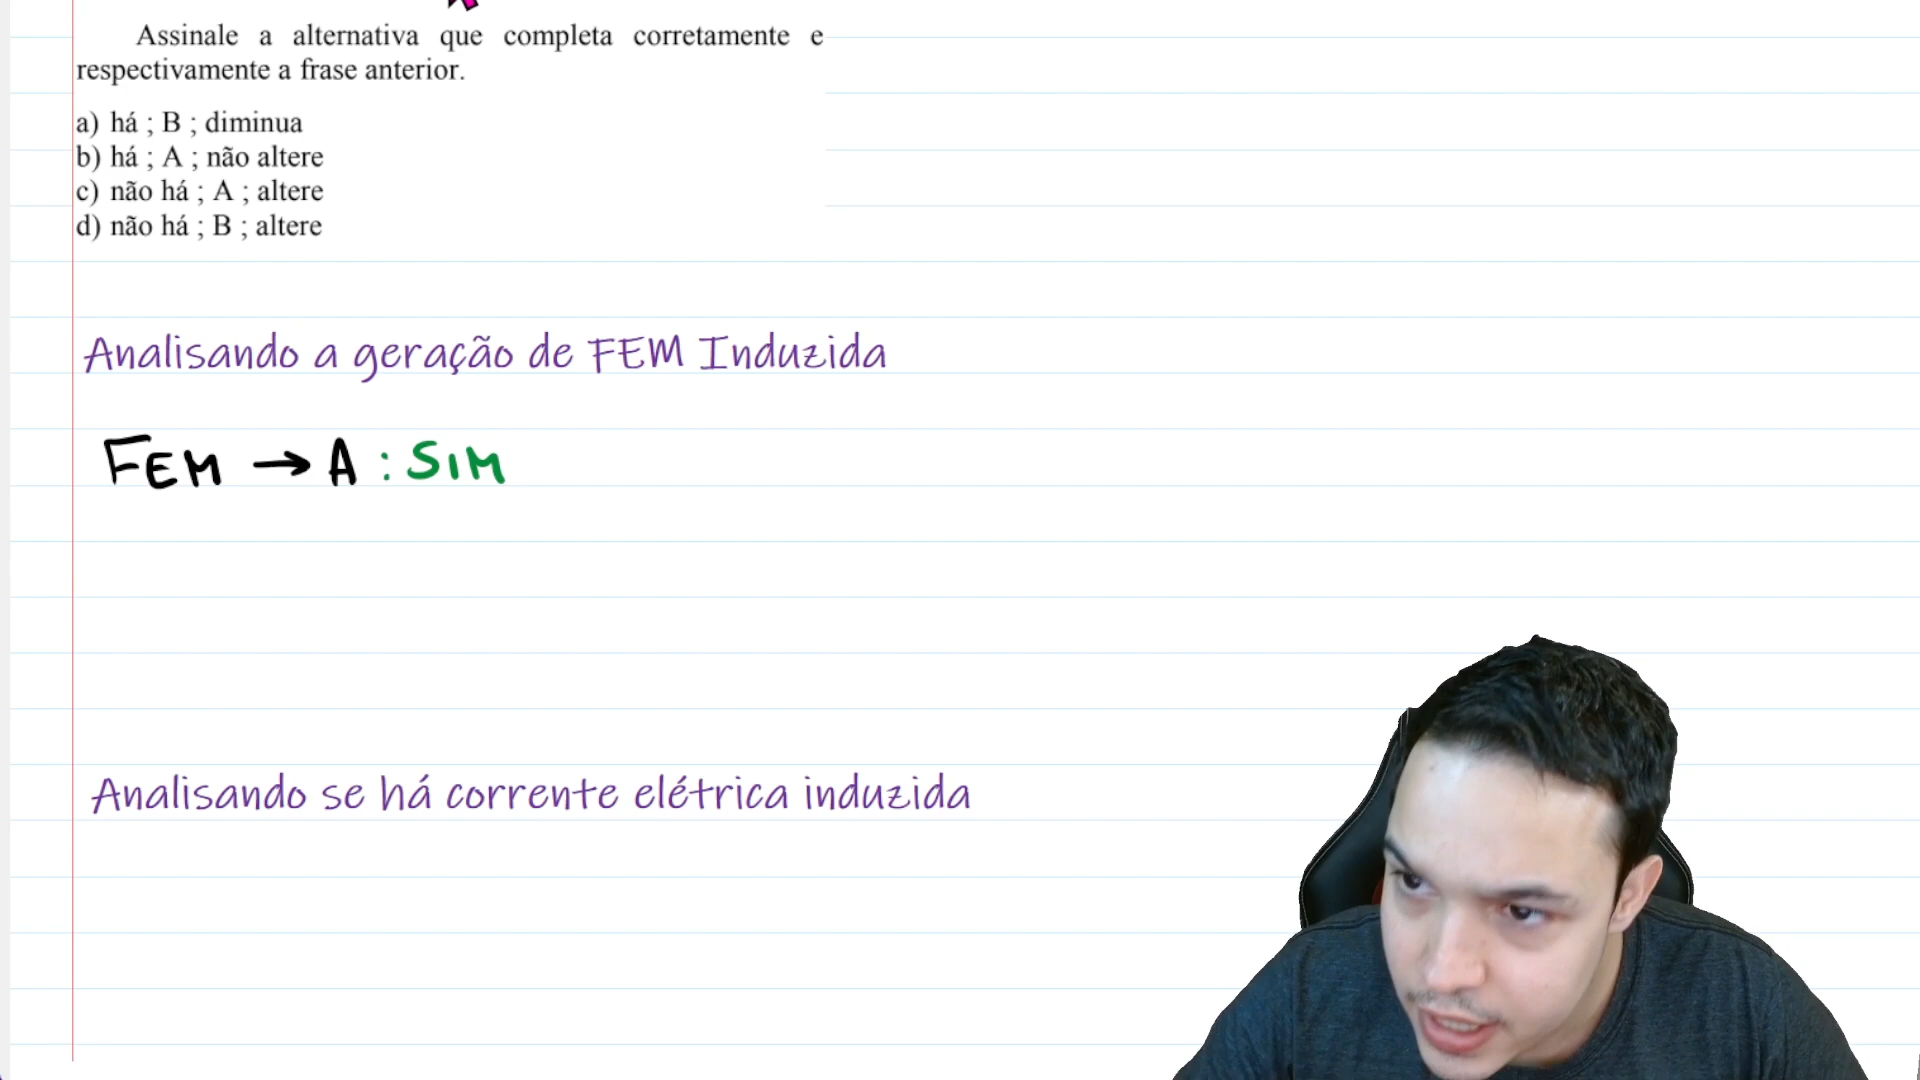 Assinale a alternativa que completa corretamente e
respectivamente a frase anterior.
a) há ; B ; diminua
b) há ; A ; não altere
c) não há ; A ; altere
d) não há ; B ; altere
Analisando a geração de FEM Induzida
FEM → A : SIM
Analisando se há corrente elétrica induzida